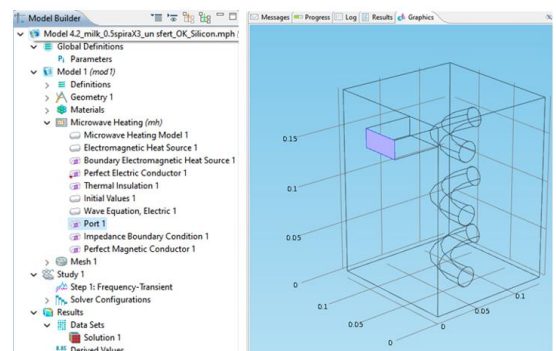 Model Builder
Model 4.2_milk_0.5spiraX3_un sfert_OK_Silicon.mph
Global Definitions
Pi Parameters
Model 1 (mod1)
Definitions
Geometry 1
Materials
Microwave Heating (mh)
Microwave Heating Model 1
Electromagnetic Heat Source 1
Boundary Electromagnetic Heat Source 1
Perfect Electric Conductor 1
Thermal Insulation 1
Initial Values 1
Wave Equation, Electric 1
Port 1
Impedance Boundary Condition 1
Perfect Magnetic Conductor 1
Mesh 1
Study 1
Step 1: Frequency-Transient
Solver Configurations
Results
Data Sets
Solution 1
8.85 Derived Values
Messages Progress Log Results Graphics
0.15
0.1
0.05
0
0.1
0.05
0
0.1
0.05
0